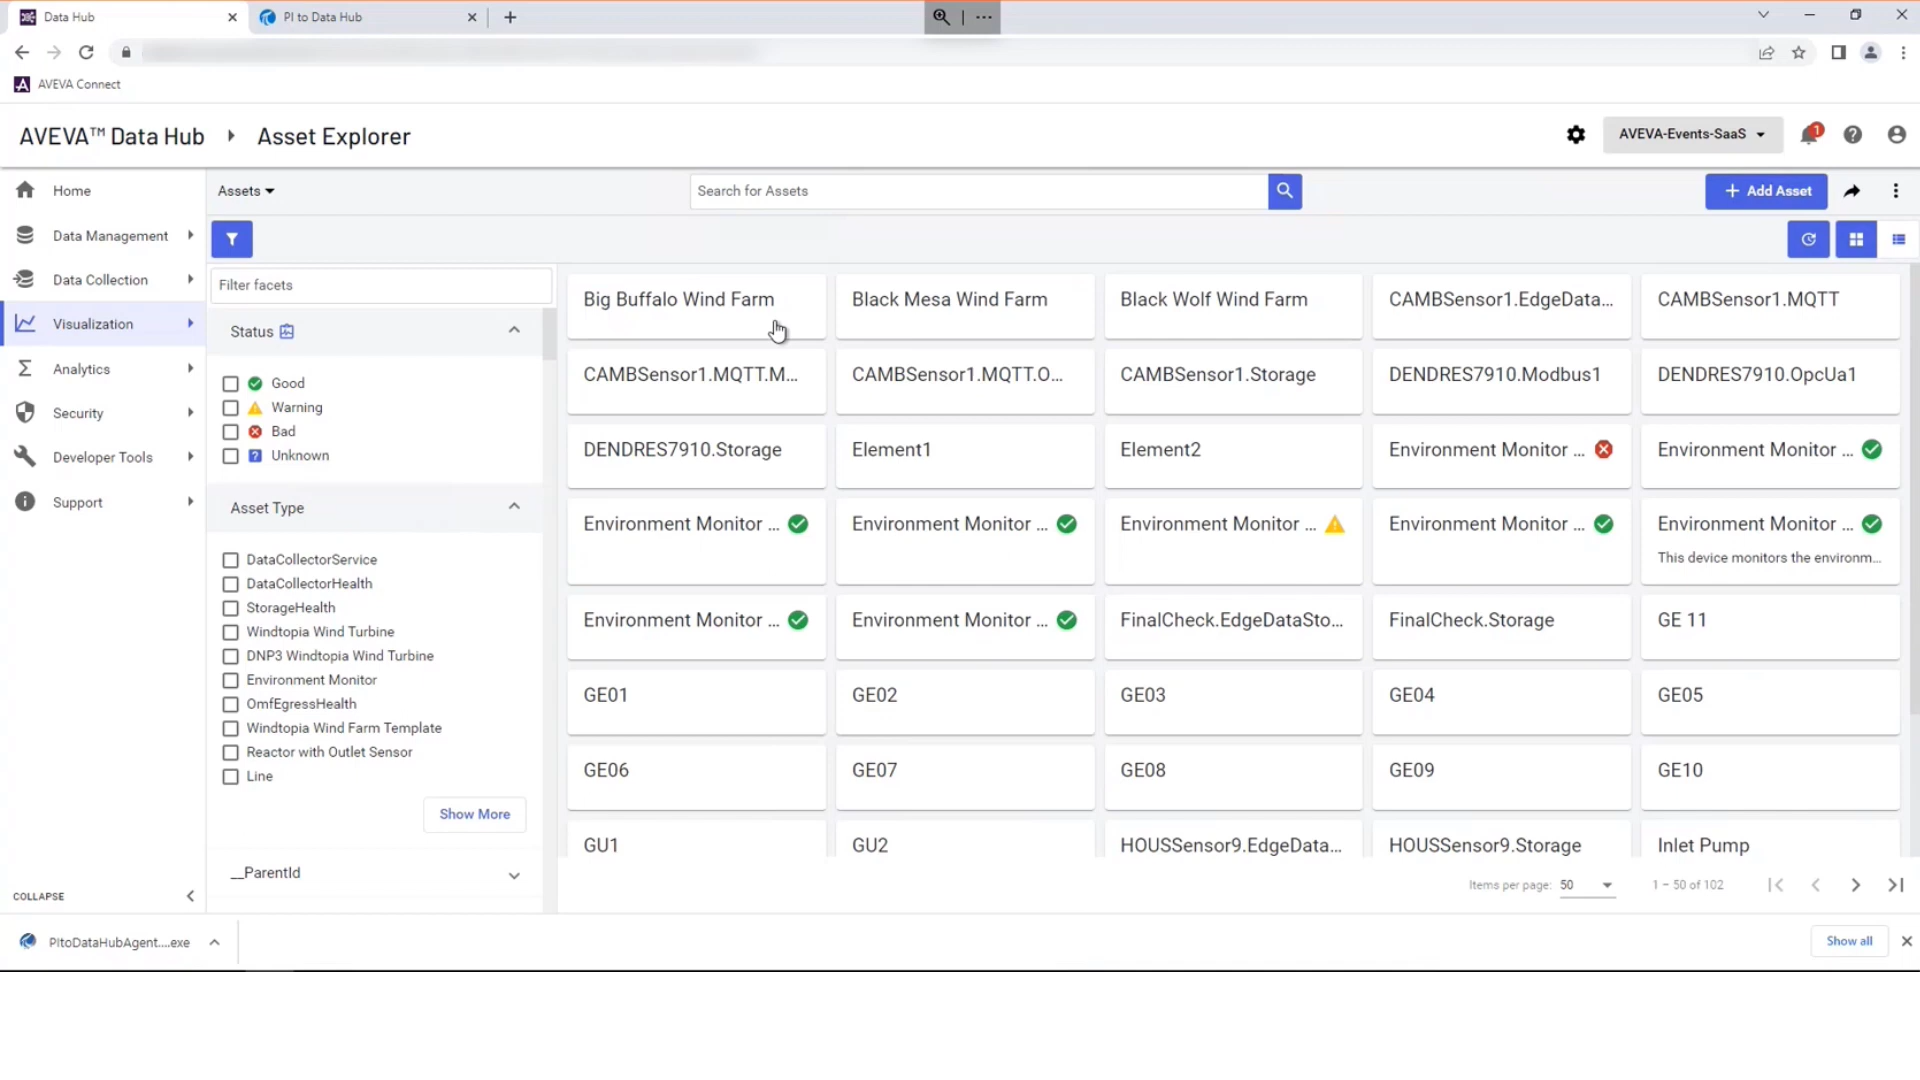 Data Hub
PI to Data Hub
AVEVA Connect
AVEVA™ Data Hub
Asset Explorer
AVEVA-Events-SaaS
1
Home
Data Management
Data Collection
Visualization
Analytics
Security
Developer Tools
Support
COLLAPSE
Assets
Search for Assets
Add Asset
Filter facets
Status
Good
Warning
Bad
Unknown
Asset Type
DataCollectorService
DataCollectorHealth
StorageHealth
Windtopia Wind Turbine
DNP3 Windtopia Wind Turbine
Environment Monitor
OmfEgressHealth
Windtopia Wind Farm Template
Reactor with Outlet Sensor
Line
Show More
__ParentId
Big Buffalo Wind Farm
Black Mesa Wind Farm
Black Wolf Wind Farm
CAMBSensor1.EdgeData...
CAMBSensor1.MQTT
CAMBSensor1.MQTT.M...
CAMBSensor1.MQTT.O...
CAMBSensor1.Storage
DENDRES7910.Modbus1
DENDRES7910.OpcUa1
DENDRES7910.Storage
Element1
Element2
Environment Monitor ...
Environment Monitor ...
Environment Monitor ...
Environment Monitor ...
Environment Monitor ...
Environment Monitor ...
Environment Monitor ...
This device monitors the environm...
Environment Monitor ...
Environment Monitor ...
FinalCheck.EdgeDataSto...
FinalCheck.Storage
GE 11
GE01
GE02
GE03
GE04
GE05
GE06
GE07
GE08
GE09
GE10
GU1
GU2
HOUSSensor9.EdgeData...
HOUSSensor9.Storage
Inlet Pump
Items per page: 50
1 – 50 of 102
PItoDataHubAgent....exe
Show all